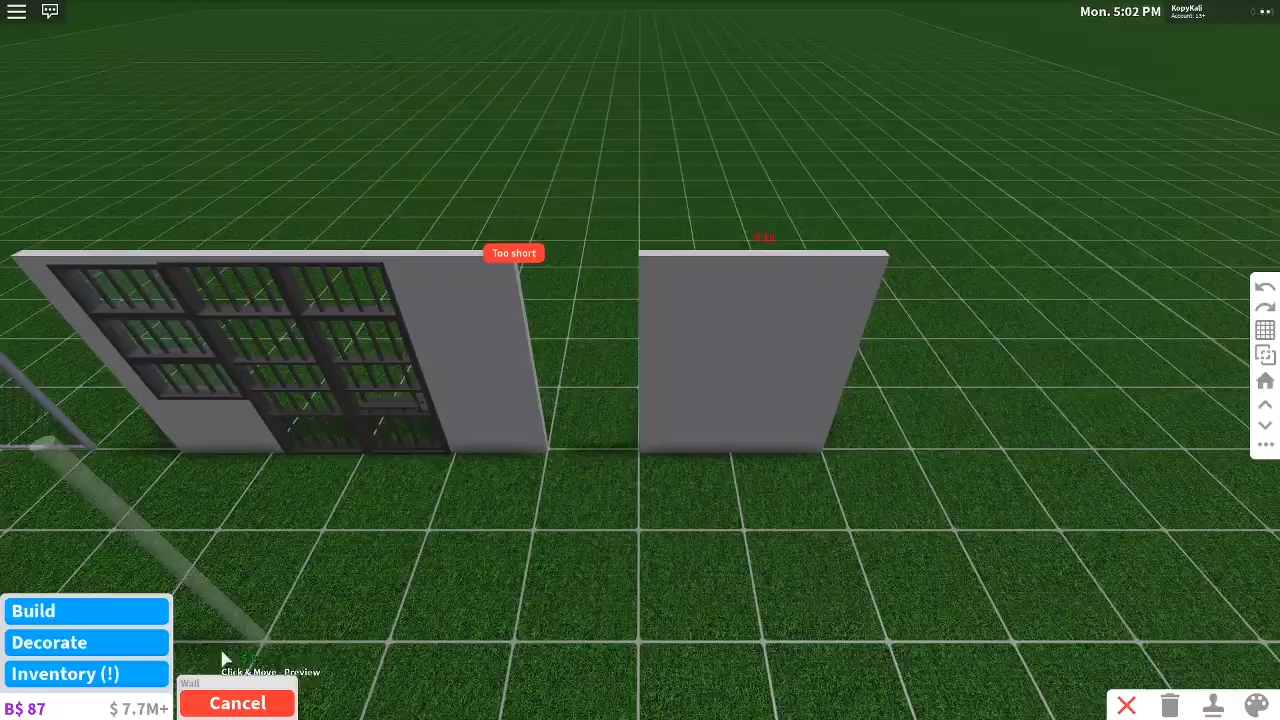 Mon. 5:02 PM
KopyKali
Account: 13+
Too short
Build
Decorate
Inventory (!)
Click & Move - Preview
Wall
Cancel
B$ 87
$ 7.7M+